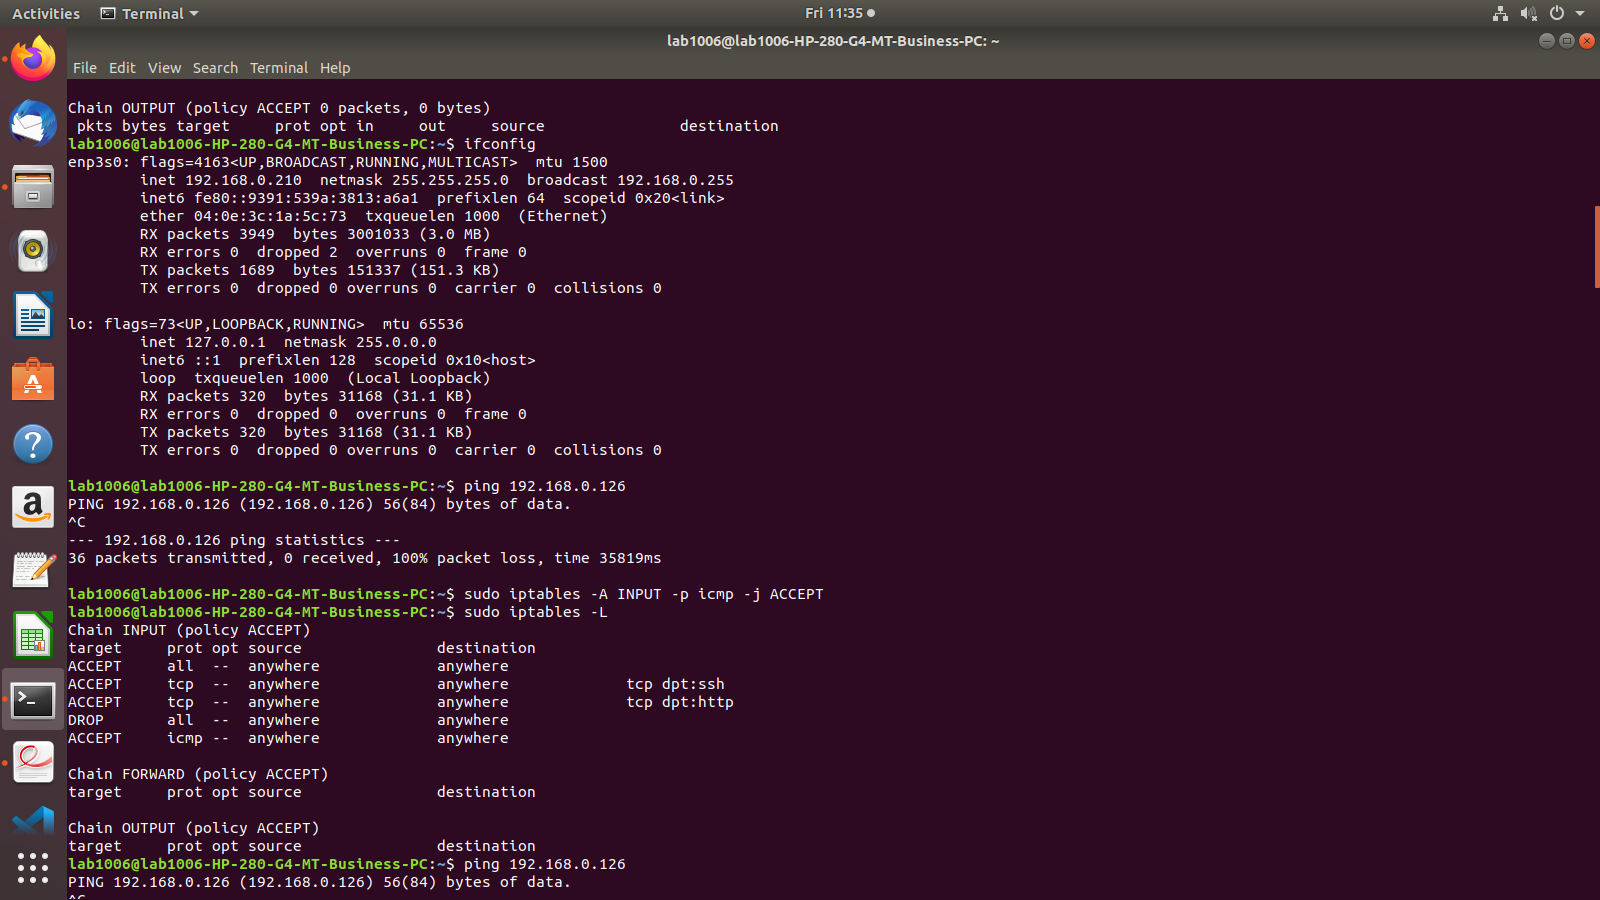 Activities Terminal Fri 11:35
lab1006@lab1006-HP-280-G4-MT-Business-PC: ~
File Edit View Search Terminal Help
Chain OUTPUT (policy ACCEPT 0 packets, 0 bytes)
 pkts bytes target     prot opt in     out     source               destination
lab1006@lab1006-HP-280-G4-MT-Business-PC:~$ ifconfig
enp3s0: flags=4163<UP,BROADCAST,RUNNING,MULTICAST>  mtu 1500
        inet 192.168.0.210  netmask 255.255.255.0  broadcast 192.168.0.255
        inet6 fe80::9391:539a:3813:a6a1  prefixlen 64  scopeid 0x20<link>
        ether 04:0e:3c:1a:5c:73  txqueuelen 1000  (Ethernet)
        RX packets 3949  bytes 3001033 (3.0 MB)
        RX errors 0  dropped 2  overruns 0  frame 0
        TX packets 1689  bytes 151337 (151.3 KB)
        TX errors 0  dropped 0 overruns 0  carrier 0  collisions 0
lo: flags=73<UP,LOOPBACK,RUNNING>  mtu 65536
        inet 127.0.0.1  netmask 255.0.0.0
        inet6 ::1  prefixlen 128  scopeid 0x10<host>
        loop  txqueuelen 1000  (Local Loopback)
        RX packets 320  bytes 31168 (31.1 KB)
        RX errors 0  dropped 0  overruns 0  frame 0
        TX packets 320  bytes 31168 (31.1 KB)
        TX errors 0  dropped 0 overruns 0  carrier 0  collisions 0
lab1006@lab1006-HP-280-G4-MT-Business-PC:~$ ping 192.168.0.126
PING 192.168.0.126 (192.168.0.126) 56(84) bytes of data.
^C
--- 192.168.0.126 ping statistics ---
36 packets transmitted, 0 received, 100% packet loss, time 35819ms
lab1006@lab1006-HP-280-G4-MT-Business-PC:~$ sudo iptables -A INPUT -p icmp -j ACCEPT
lab1006@lab1006-HP-280-G4-MT-Business-PC:~$ sudo iptables -L
Chain INPUT (policy ACCEPT)
target     prot opt source               destination
ACCEPT     all  --  anywhere             anywhere
ACCEPT     tcp  --  anywhere             anywhere             tcp dpt:ssh
ACCEPT     tcp  --  anywhere             anywhere             tcp dpt:http
DROP       all  --  anywhere             anywhere
ACCEPT     icmp --  anywhere             anywhere
Chain FORWARD (policy ACCEPT)
target     prot opt source               destination
Chain OUTPUT (policy ACCEPT)
target     prot opt source               destination
lab1006@lab1006-HP-280-G4-MT-Business-PC:~$ ping 192.168.0.126
PING 192.168.0.126 (192.168.0.126) 56(84) bytes of data.
^C